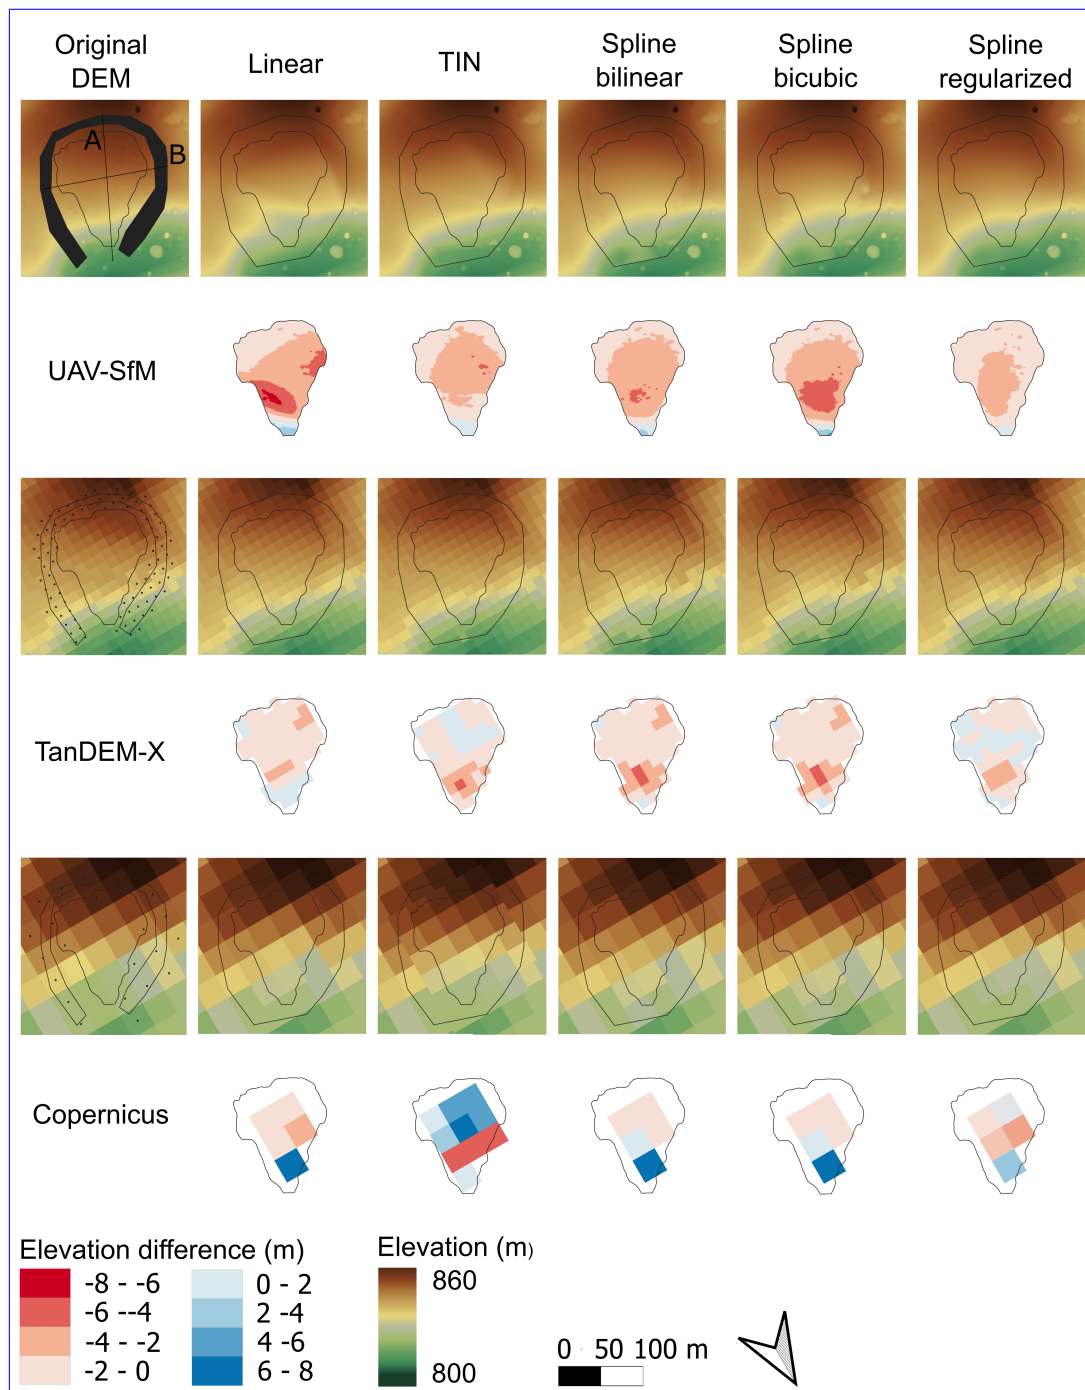 Original
DEM
Linear
TIN
Spline
bilinear
Spline
bicubic
Spline
regularized
A
B
UAV-SfM
TanDEM-X
Copernicus
Elevation difference (m)
-8 - -6
-6 --4
-4 - -2
-2 - 0
0 - 2
2 -4
4 -6
6 - 8
Elevation (m)
860
800
0 50 100 m